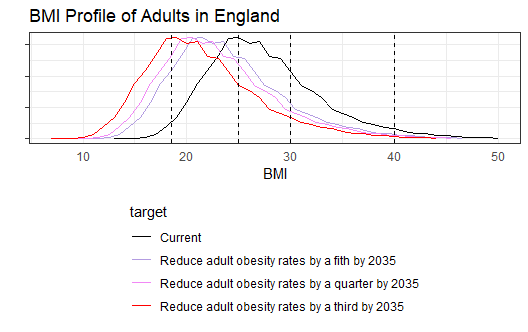 BMI Profile of Adults in England
10 20 30 40 50
BMI
target
Current
Reduce adult obesity rates by a fith by 2035
Reduce adult obesity rates by a quarter by 2035
Reduce adult obesity rates by a third by 2035